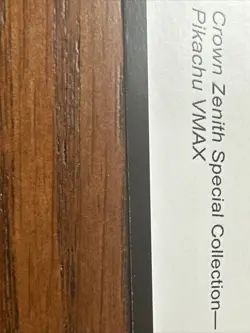 Crown Zenith Special Collection—
Pikachu VMAX